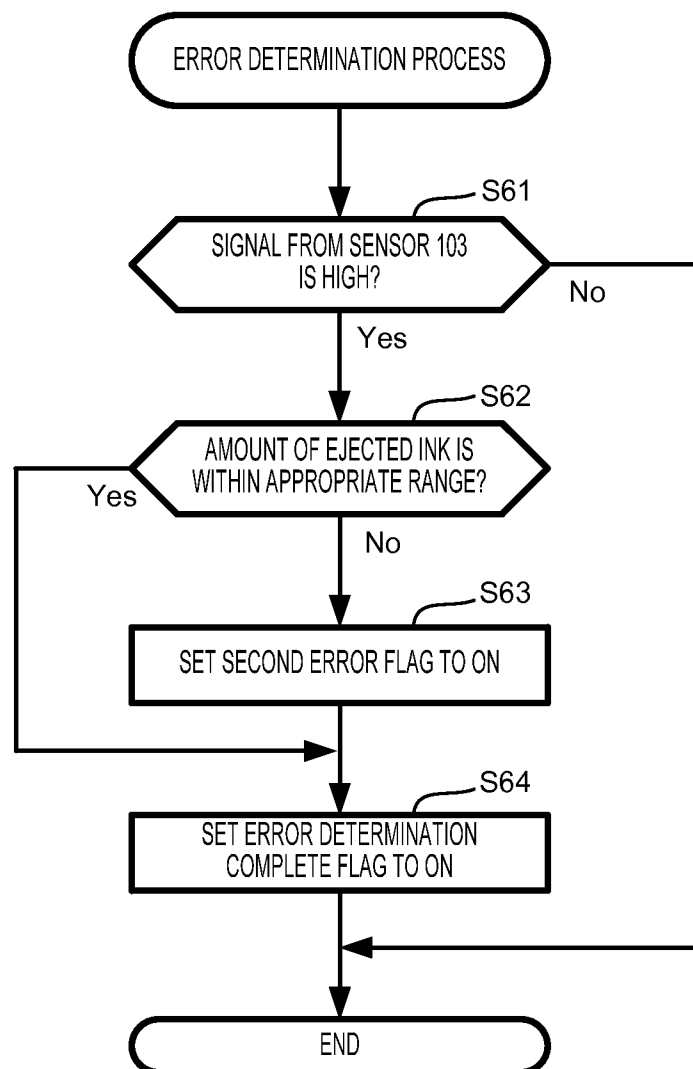 ERROR DETERMINATION PROCESS
S61
SIGNAL FROM SENSOR 103
IS HIGH?
No
Yes
S62
AMOUNT OF EJECTED INK IS
WITHIN APPROPRIATE RANGE?
Yes
No
S63
SET SECOND ERROR FLAG TO ON
S64
SET ERROR DETERMINATION
COMPLETE FLAG TO ON
END